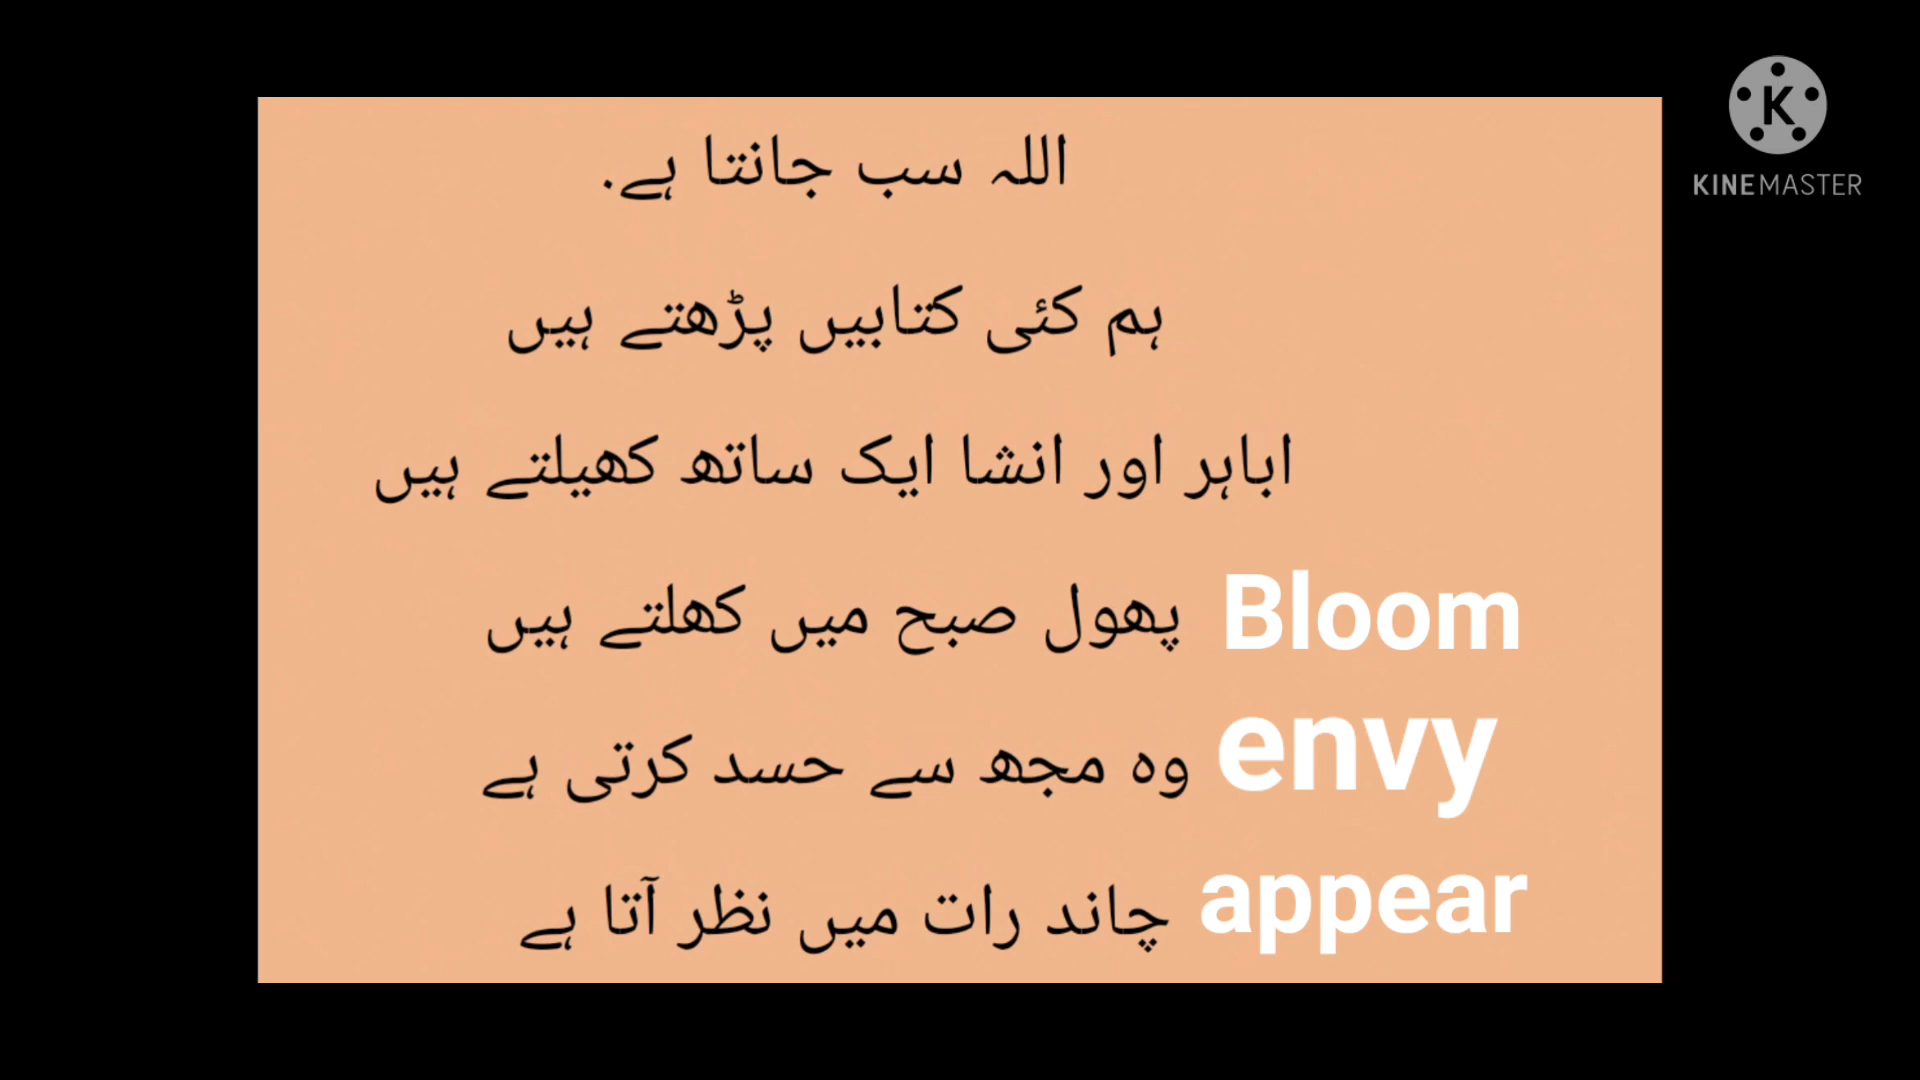 اللہ سب جانتا ہے.
ہم کئی کتابیں پڑھتے ہیں
اباہر اور انشا ایک ساتھ کھیلتے ہیں
پھول صبح میں کھلتے ہیں Bloom
وہ مجھ سے حسد کرتی ہے envy
چاند رات میں نظر آتا ہے appear
K
KINEMASTER